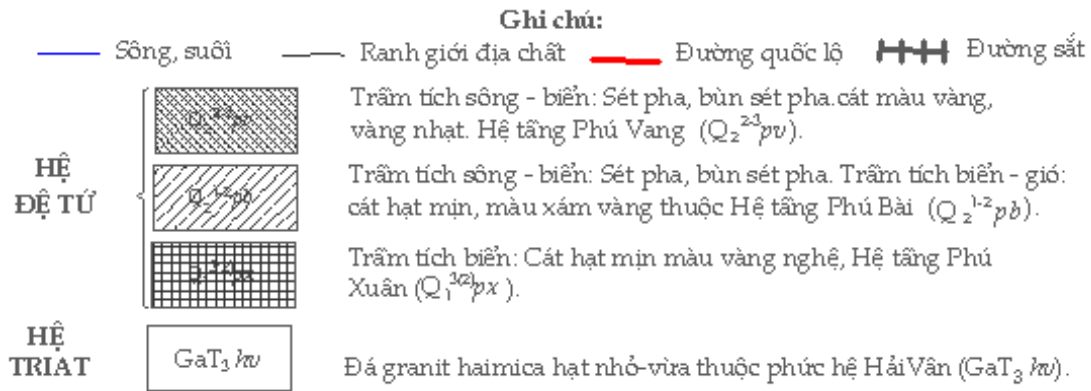 Ghi chú:
Sông, suối Ranh giới địa chất Đường quốc lộ Đường sắt
Trầm tích sông - biển: Sét pha, bùn sét pha.cát màu vàng,
vàng nhạt. Hệ tầng Phú Vang (Q₂²⁻³pv).
HỆ
ĐỆ TỨ
Trầm tích sông - biển: Sét pha, bùn sét pha. Trầm tích biển - gió:
cát hạt mịn, màu xám vàng thuộc Hệ tầng Phú Bài (Q₂¹⁻²pb).
Trầm tích biển: Cát hạt mịn màu vàng nghệ, Hệ tầng Phú
Xuân (Q₁³⁽²⁾px ).
HỆ
TRIAT
GaT₃ hv
Đá granit haimica hạt nhỏ-vừa thuộc phức hệ Hải Vân (GaT₃ hv).